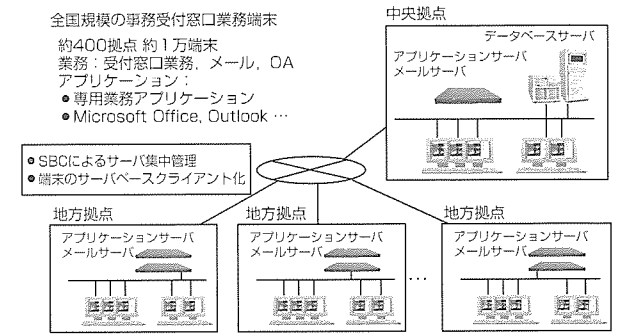 全国規模の事務受付窓口業務端末
約400拠点 約1万端末
業務：受付窓口業務，メール，OA
アプリケーション：
●専用業務アプリケーション
●Microsoft Office, Outlook …
中央拠点
データベースサーバ
アプリケーションサーバ
メールサーバ
●SBCによるサーバ集中管理
●端末のサーバベースクライアント化
地方拠点
アプリケーションサーバ
メールサーバ
地方拠点
アプリケーションサーバ
メールサーバ
…
地方拠点
アプリケーションサーバ
メールサーバ